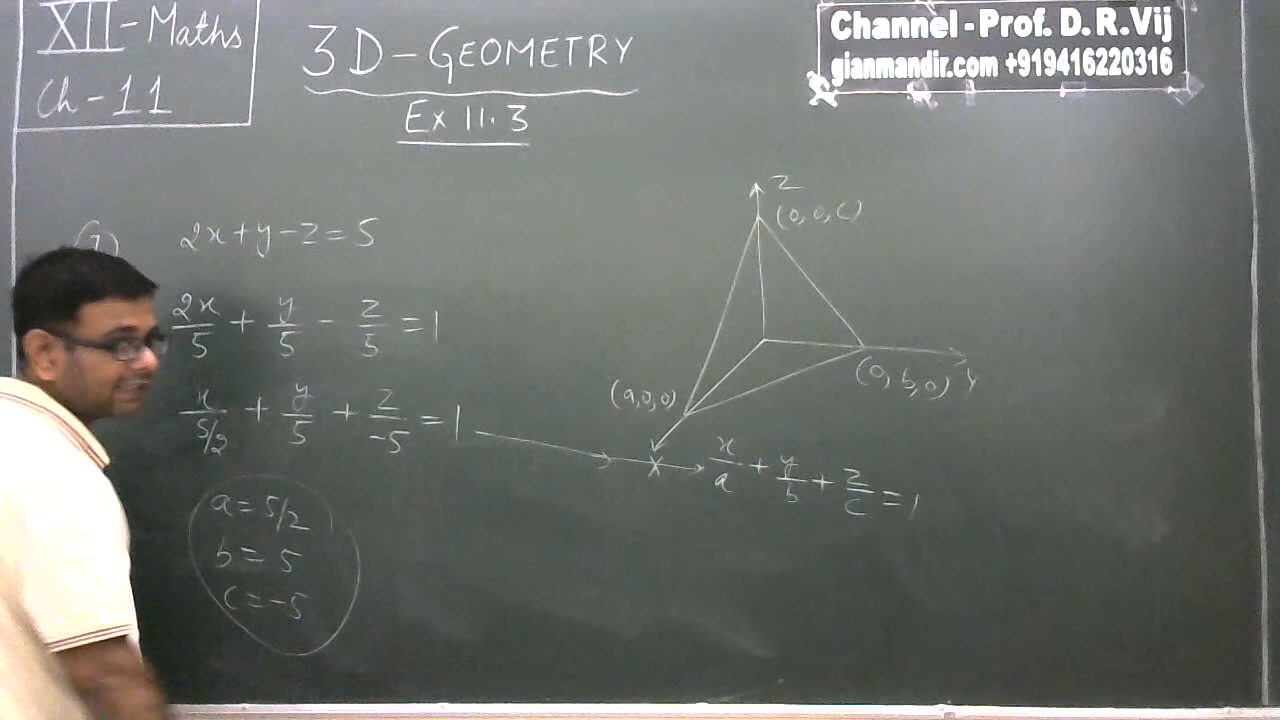 XII - Maths
Ch - 11
3D - GEOMETRY
Ex 11.3
Channel - Prof. D. R. Vij
gianmandir.com +919416220316
7
2x + y - z = 5
2x/5 + y/5 - z/5 = 1
x/5/2 + y/5 + z/-5 = 1
a = 5/2
b = 5
c = -5
Z
(0, 0, c)
(a, 0, 0)
(0, b, 0) Y
X
x/a + y/b + z/c = 1